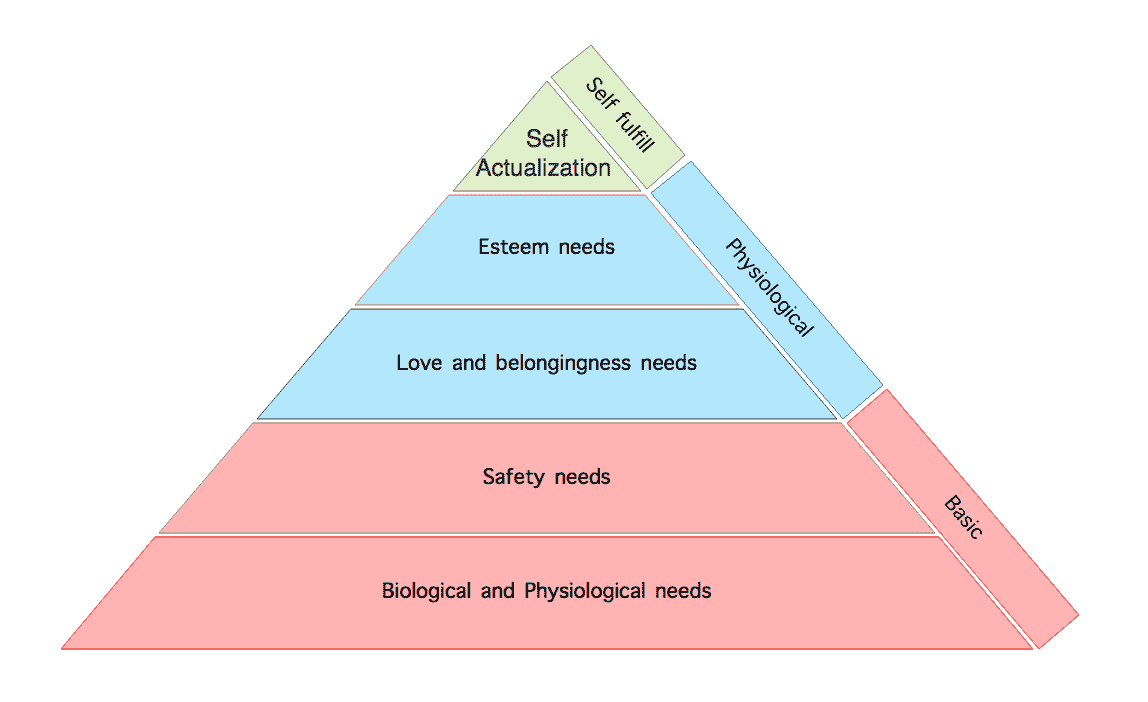 Self fulfill
Self
Actualization
Physiological
Esteem needs
Love and belongingness needs
Basic
Safety needs
Biological and Physiological needs